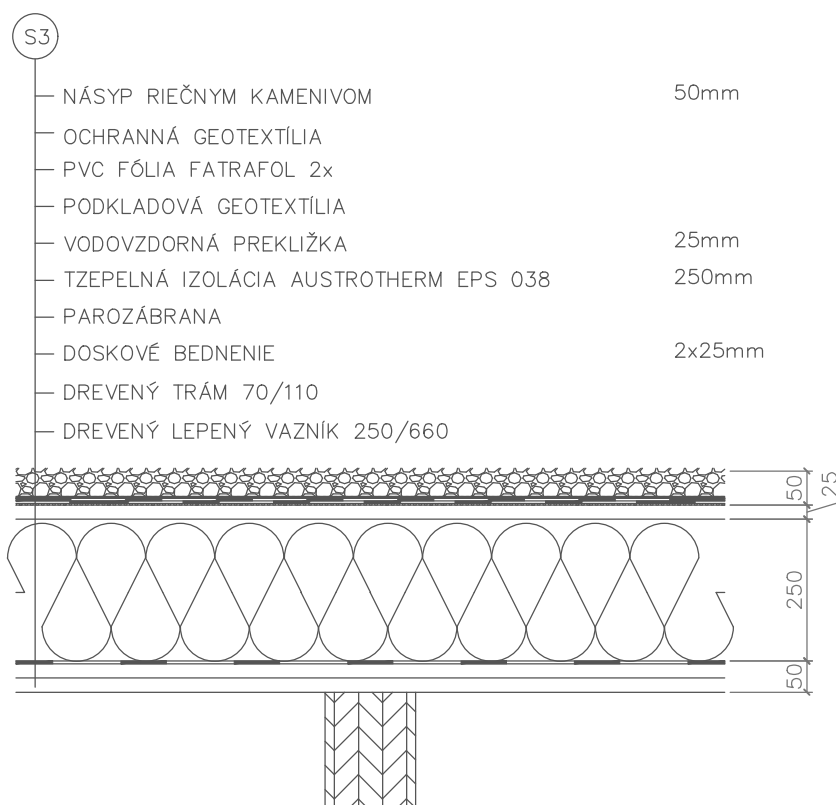 S3
NÁSYP RIEČNYM KAMENIVOM 50mm
OCHRANNÁ GEOTEXTÍLIA
PVC FÓLIA FATRAFOL 2x
PODKLADOVÁ GEOTEXTÍLIA
VODOVZDORNÁ PREKLIŽKA 25mm
TZEPELNÁ IZOLÁCIA AUSTROTHERM EPS 038 250mm
PAROZÁBRANA
DOSKOVÉ BEDNENIE 2x25mm
DREVENÝ TRÁM 70/110
DREVENÝ LEPENÝ VAZNÍK 250/660
50
25
250
50